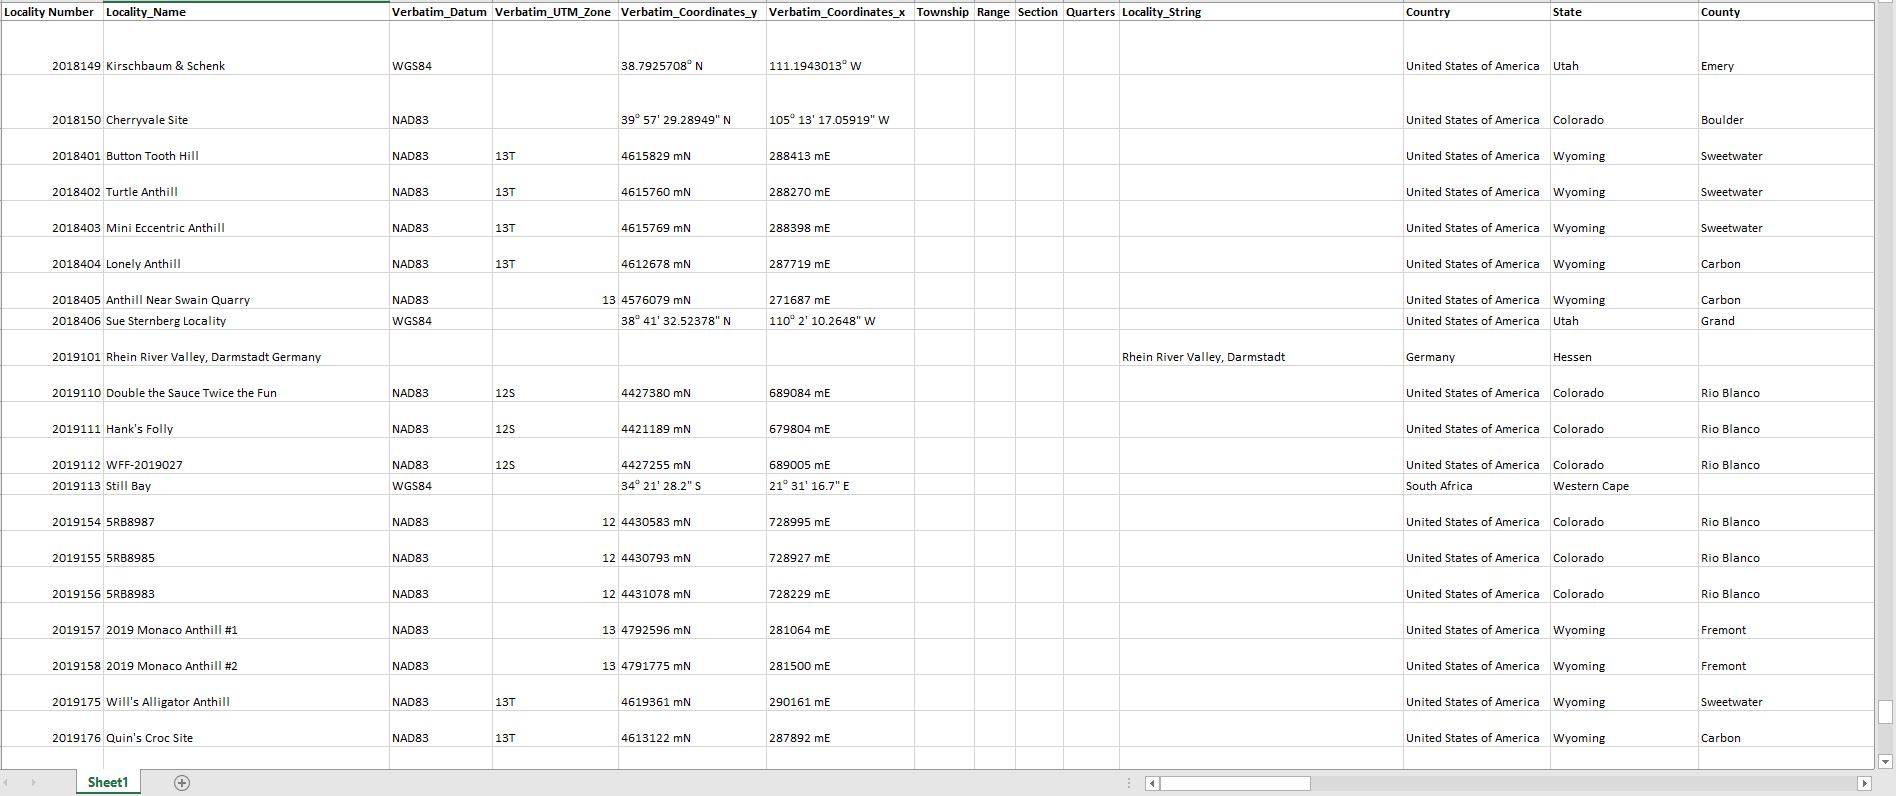 Locality Number Locality_Name Verbatim_Datum Verbatim_UTM_Zone Verbatim_Coordinates_y Verbatim_Coordinates_x Township Range Section Quarters Locality_String Country State County
2018149 Kirschbaum & Schenk WGS84 38.7925708° N 111.1943013° W United States of America Utah Emery
2018150 Cherryvale Site NAD83 39° 57' 29.28949" N 105° 13' 17.05919" W United States of America Colorado Boulder
2018401 Button Tooth Hill NAD83 13T 4615829 mN 288413 mE United States of America Wyoming Sweetwater
2018402 Turtle Anthill NAD83 13T 4615760 mN 288270 mE United States of America Wyoming Sweetwater
2018403 Mini Eccentric Anthill NAD83 13T 4615769 mN 288398 mE United States of America Wyoming Sweetwater
2018404 Lonely Anthill NAD83 13T 4612678 mN 287719 mE United States of America Wyoming Carbon
2018405 Anthill Near Swain Quarry NAD83 13 4576079 mN 271687 mE United States of America Wyoming Carbon
2018406 Sue Sternberg Locality WGS84 38° 41' 32.52378" N 110° 2' 10.2648" W United States of America Utah Grand
2019101 Rhein River Valley, Darmstadt Germany Rhein River Valley, Darmstadt Germany Hessen
2019110 Double the Sauce Twice the Fun NAD83 12S 4427380 mN 689084 mE United States of America Colorado Rio Blanco
2019111 Hank's Folly NAD83 12S 4421189 mN 679804 mE United States of America Colorado Rio Blanco
2019112 WFF-2019027 NAD83 12S 4427255 mN 689005 mE United States of America Colorado Rio Blanco
2019113 Still Bay WGS84 34° 21' 28.2" S 21° 31' 16.7" E South Africa Western Cape
2019154 5RB8987 NAD83 12 4430583 mN 728995 mE United States of America Colorado Rio Blanco
2019155 5RB8985 NAD83 12 4430793 mN 728927 mE United States of America Colorado Rio Blanco
2019156 5RB8983 NAD83 12 4431078 mN 728229 mE United States of America Colorado Rio Blanco
2019157 2019 Monaco Anthill #1 NAD83 13 4792596 mN 281064 mE United States of America Wyoming Fremont
2019158 2019 Monaco Anthill #2 NAD83 13 4791775 mN 281500 mE United States of America Wyoming Fremont
2019175 Will's Alligator Anthill NAD83 13T 4619361 mN 290161 mE United States of America Wyoming Sweetwater
2019176 Quin's Croc Site NAD83 13T 4613122 mN 287892 mE United States of America Wyoming Carbon
Sheet1